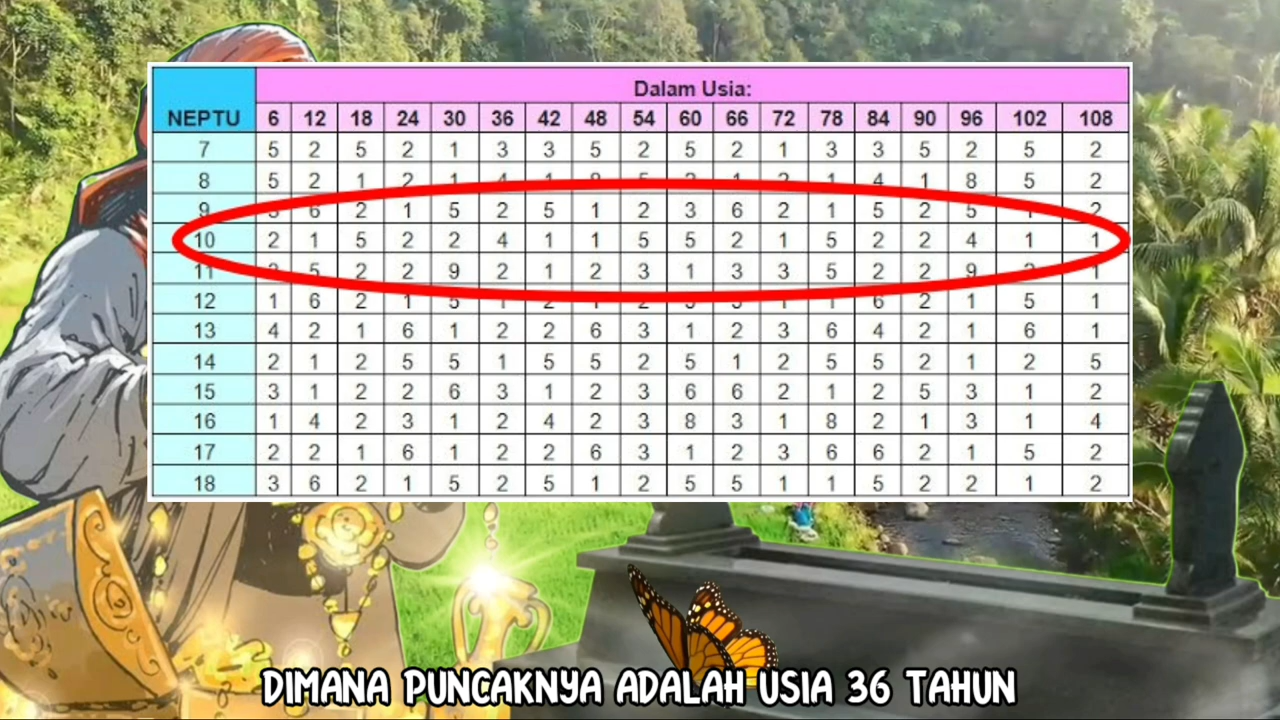 Dalam Usia:
NEPTU 6 12 18 24 30 36 42 48 54 60 66 72 78 84 90 96 102 108
7 5 2 5 2 1 3 3 5 2 5 2 1 3 3 5 2 5 2
8 5 2 1 2 1 4 1 8 5 2 1 2 1 4 1 8 5 2
9 3 6 2 1 5 2 5 1 2 3 6 2 1 5 2 5 1 2
10 2 1 5 2 2 4 1 1 5 5 2 1 5 2 2 4 1 1
11 5 2 2 9 2 1 2 3 1 3 3 5 2 2 9 1
12 1 6 2 1 5 1 2 1 2 1 1 6 2 1 5 1
13 4 2 1 6 1 2 2 6 3 1 2 3 6 4 2 1 6 1
14 2 1 2 5 5 1 5 5 2 5 1 2 5 5 2 1 2 5
15 3 1 2 2 6 3 1 2 3 6 6 2 1 2 5 3 1 2
16 1 4 2 3 1 2 4 2 3 8 3 1 8 2 1 3 1 4
17 2 2 1 6 1 2 2 6 3 1 2 3 6 6 2 1 5 2
18 3 6 2 1 5 2 5 1 2 5 5 1 1 5 2 2 1 2
DIMANA PUNCAKNYA ADALAH USIA 36 TAHUN